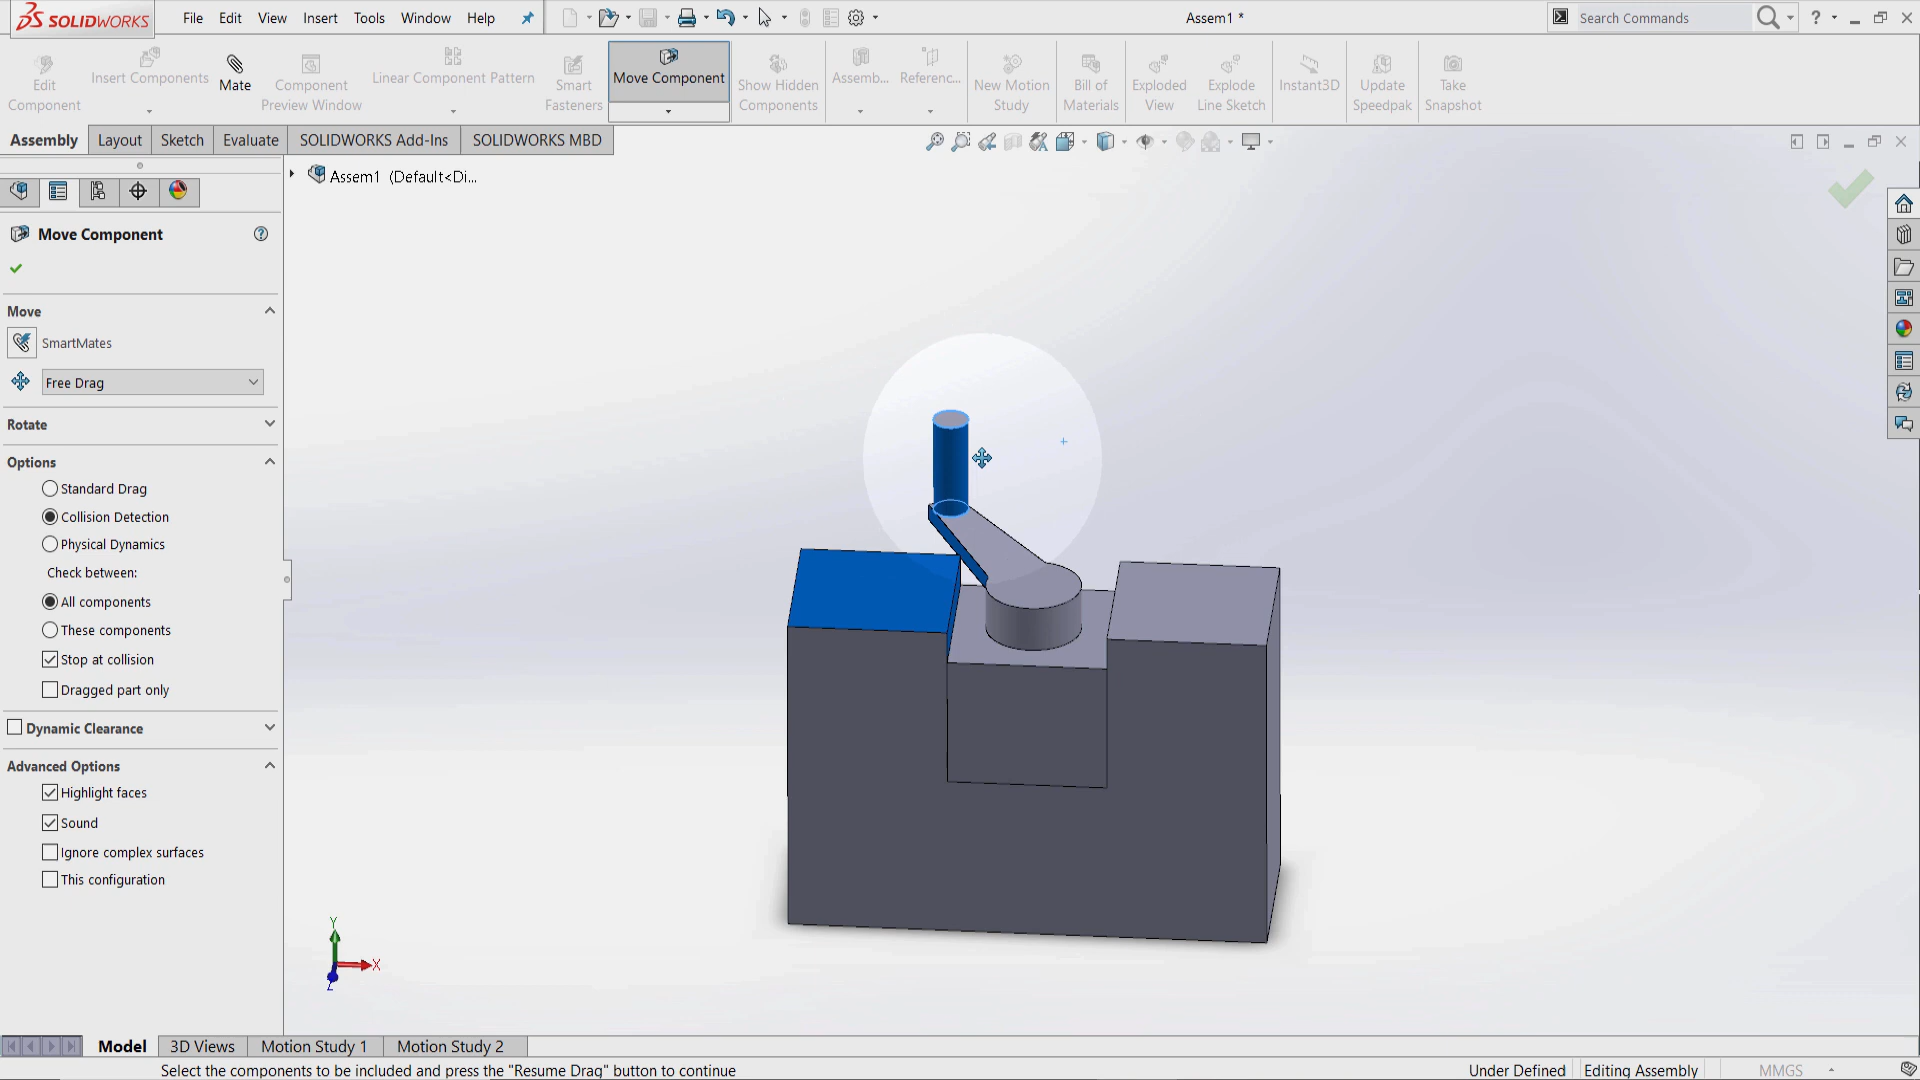 SOLIDWORKS File Edit View Insert Tools Window Help Assem1 * Search Commands ?
Edit Component
Insert Components
Mate
Component Preview Window
Linear Component Pattern
Smart Fasteners
Move Component
Show Hidden Components
Assemb...
Referenc...
New Motion Study
Bill of Materials
Exploded View
Explode Line Sketch
Instant3D
Update Speedpak
Take Snapshot
Assembly Layout Sketch Evaluate SOLIDWORKS Add-Ins SOLIDWORKS MBD
Assem1 (Default<Di...
Move Component ?
Move
SmartMates
Free Drag
Rotate
Options
Standard Drag
Collision Detection
Physical Dynamics
Check between:
All components
These components
Stop at collision
Dragged part only
Dynamic Clearance
Advanced Options
Highlight faces
Sound
Ignore complex surfaces
This configuration
Y
X
Z
Model 3D Views Motion Study 1 Motion Study 2
Select the components to be included and press the "Resume Drag" button to continue Under Defined Editing Assembly MMGS